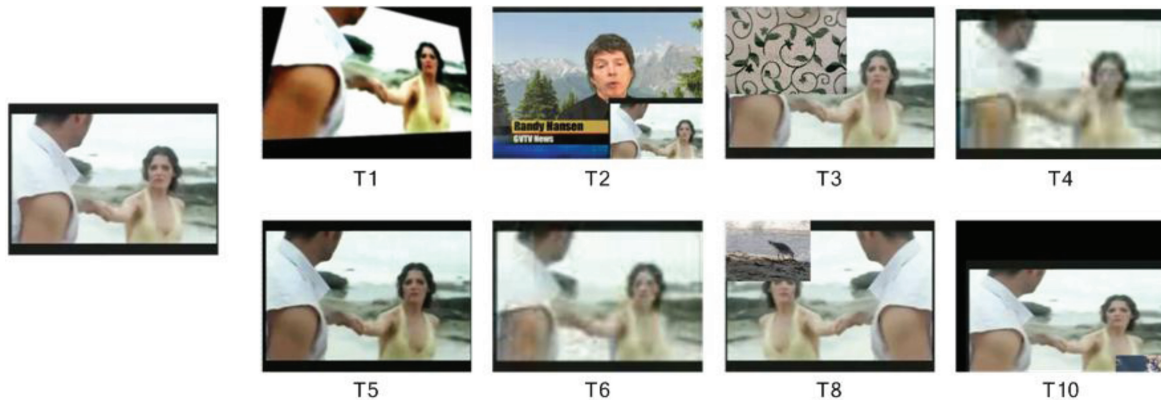 Randy Hansen
GVTV News
T1
T2
T3
T4
T5
T6
T8
T10